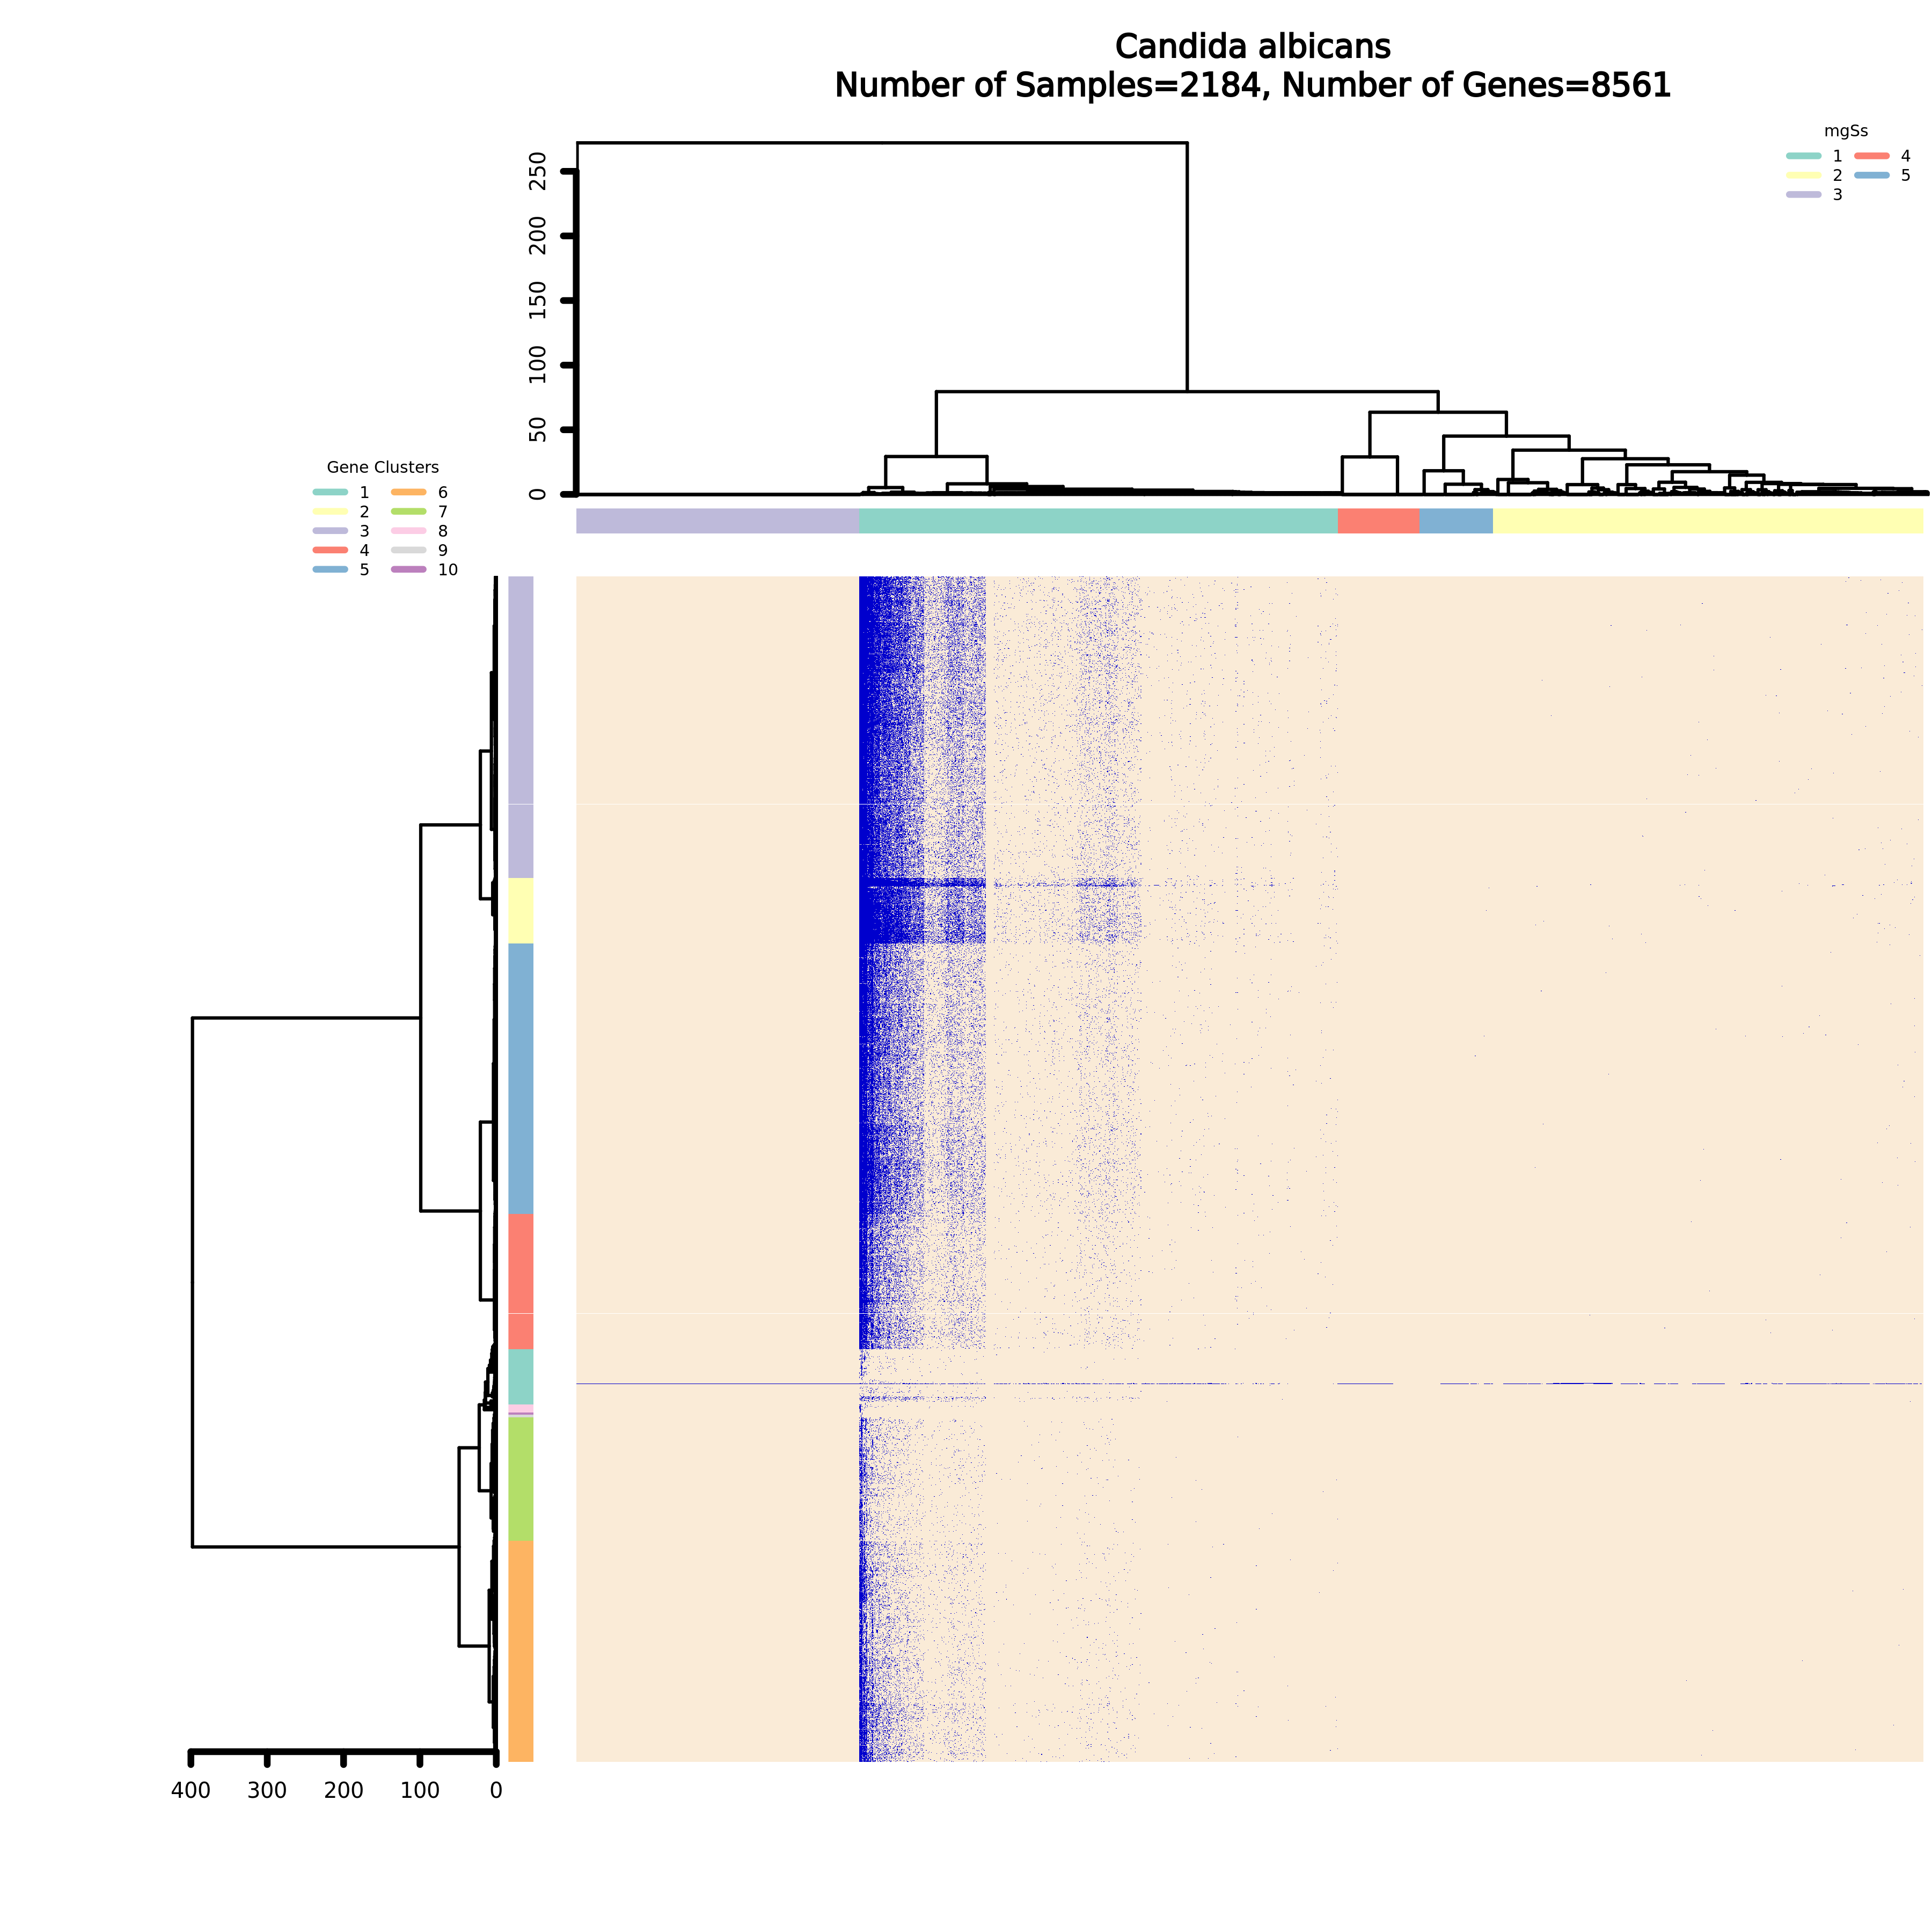 Candida albicans
Number of Samples=2184, Number of Genes=8561
mgSs
1 4
2 5
3
250
200
150
100
50
0
Gene Clusters
1 6
2 7
3 8
4 9
5 10
400 300 200 100 0